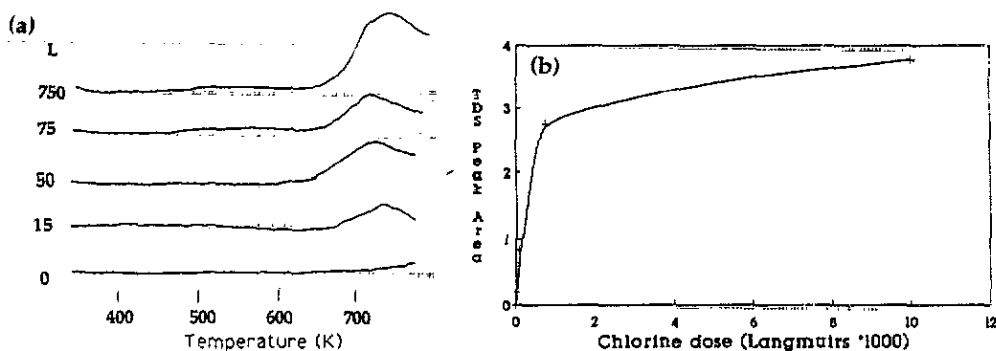 (a)
L
750
75
50
15
0
400 500 600 700
Temperature (K)
(b)
TDS Peak Area
4
3
2
1
0
0 2 4 6 8 10 12
Chlorine dose (Langmuirs *1000)